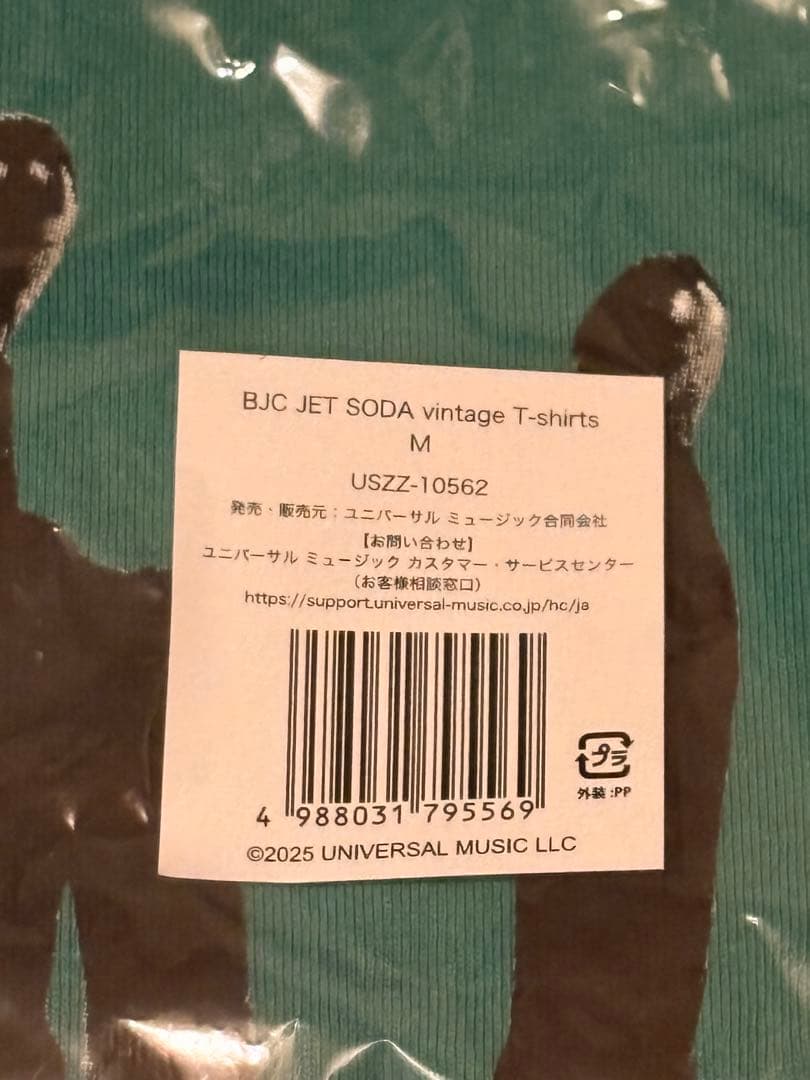 BJC JET SODA vintage T-shirts
M
USZZ-10562
発売・販売元：ユニバーサル ミュージック合同会社
【お問い合わせ】
ユニバーサル ミュージック カスタマー・サービスセンター
（お客様相談窓口）
https://support.universal-music.co.jp/hc/ja
4 988031 795569
プラ
外装:PP
©2025 UNIVERSAL MUSIC LLC